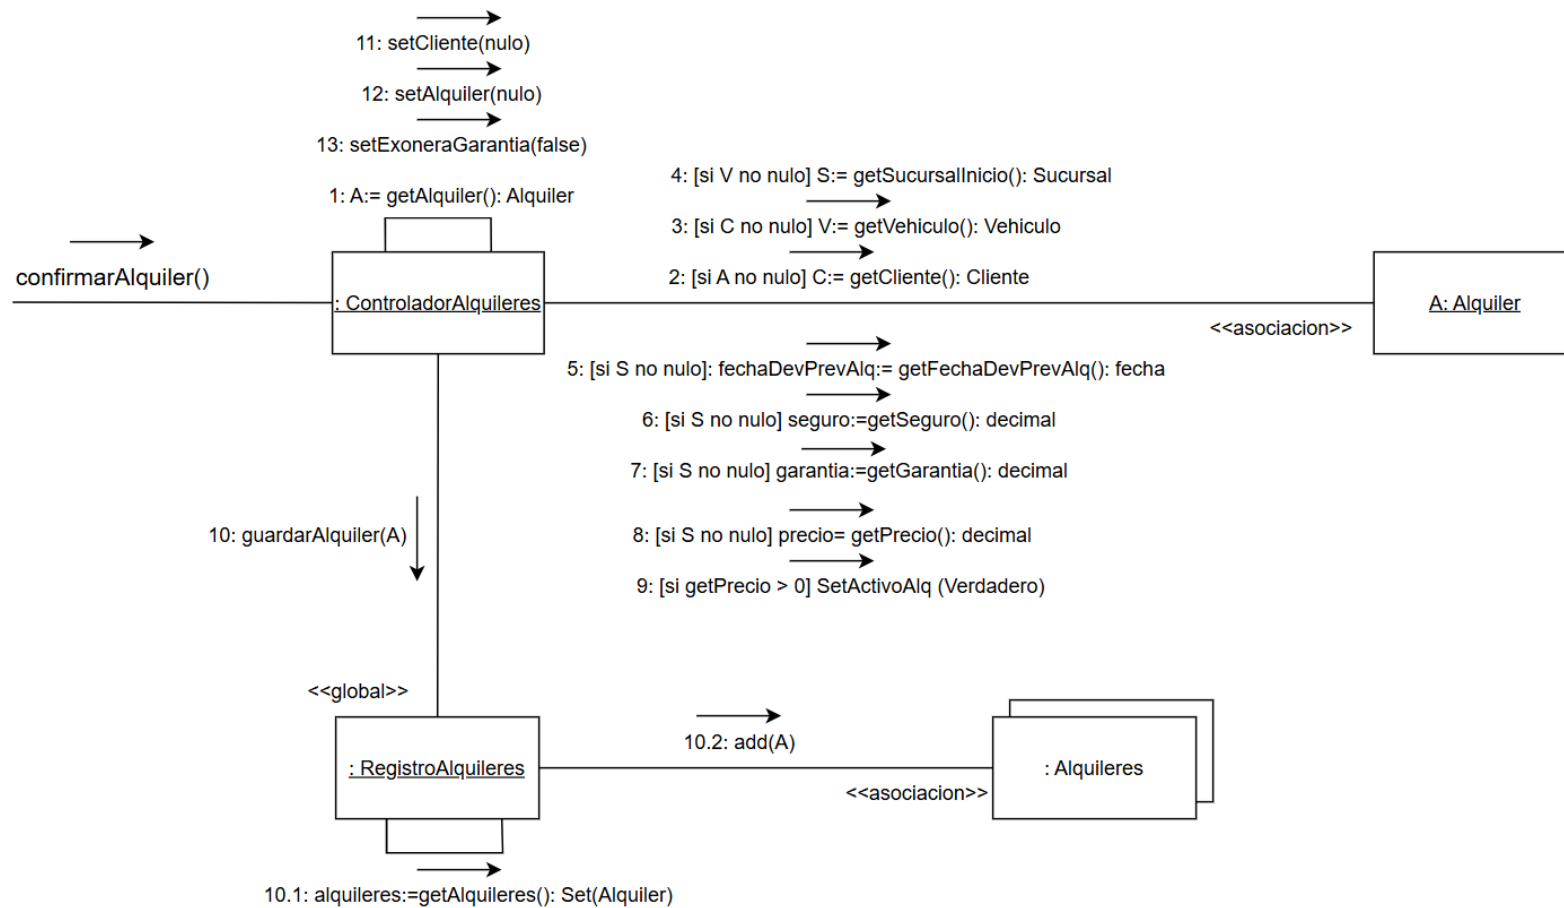 11: setCliente(nulo)
12: setAlquiler(nulo)
13: setExoneraGarantia(false)
1: A:= getAlquiler(): Alquiler
4: [si V no nulo] S:= getSucursalInicio(): Sucursal
3: [si C no nulo] V:= getVehiculo(): Vehiculo
2: [si A no nulo] C:= getCliente(): Cliente
confirmarAlquiler()
: ControladorAlquileres
A: Alquiler
<<asociacion>>
5: [si S no nulo]: fechaDevPrevAlq:= getFechaDevPrevAlq(): fecha
6: [si S no nulo] seguro:=getSeguro(): decimal
7: [si S no nulo] garantia:=getGarantia(): decimal
8: [si S no nulo] precio= getPrecio(): decimal
9: [si getPrecio > 0] SetActivoAlq (Verdadero)
10: guardarAlquiler(A)
<<global>>
: RegistroAlquileres
10.2: add(A)
<<asociacion>>
: Alquileres
10.1: alquileres:=getAlquileres(): Set(Alquiler)